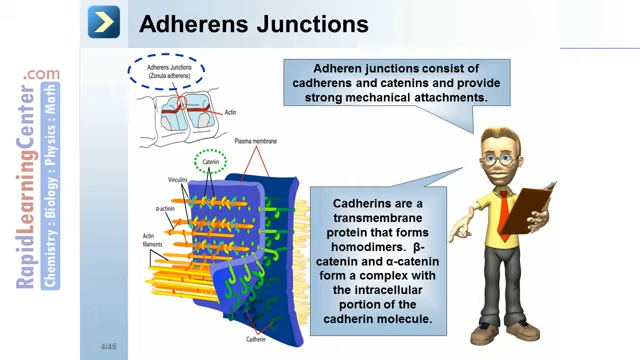 Adherens Junctions
Adherens Junctions
(Zonula adherens)
Actin
Adheren junctions consist of
cadherens and catenins and provide
strong mechanical attachments.
Plasma membrane
Catenin
Vinculins
α-actinin
Actin
filaments
Cadherin
Cadherins are a
transmembrane
protein that forms
homodimers. β-
catenin and α-catenin
form a complex with
the intracellular
portion of the
cadherin molecule.
RapidLearningCenter.com
Chemistry : Biology : Physics : Math
4/45